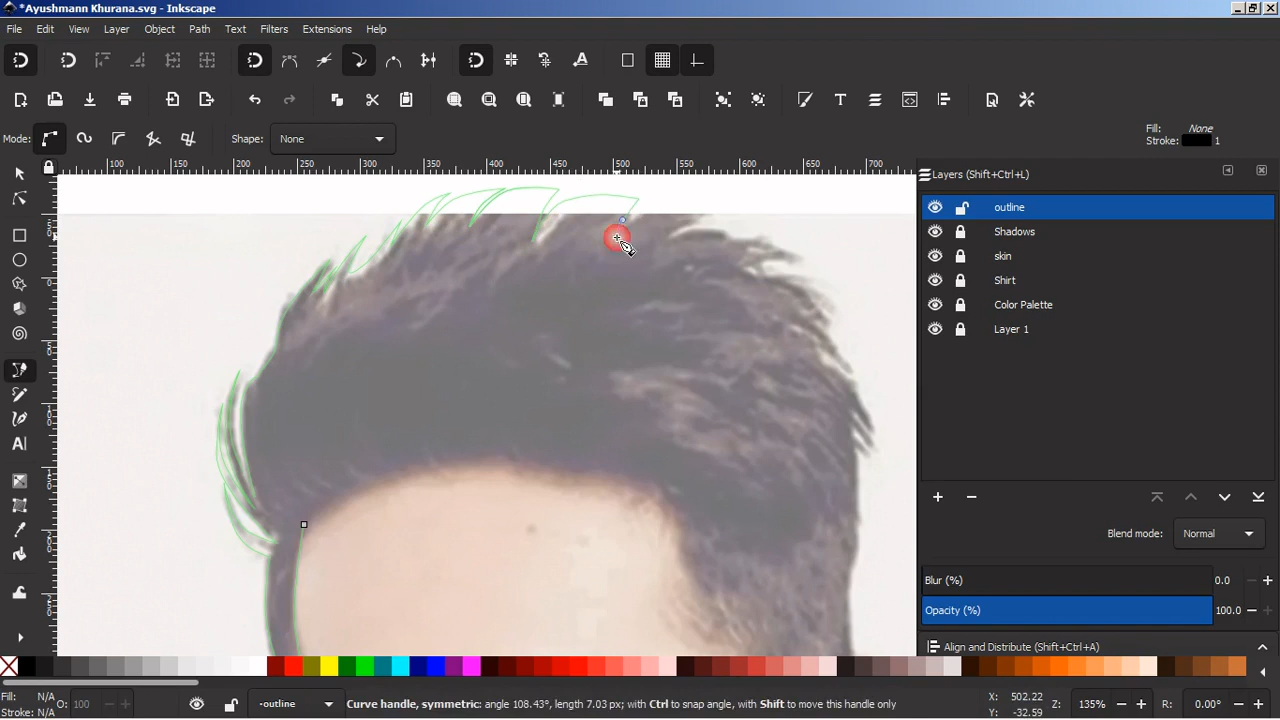 *Ayushmann Khurana.svg - Inkscape
File Edit View Layer Object Path Text Filters Extensions Help
Mode: Shape: None Fill: None
Stroke: 1
100 150 200 250 300 350 400 450 500 550 600 650 700
Layers (Shift+Ctrl+L)
outline
Shadows
skin
Shirt
Color Palette
Layer 1
Blend mode: Normal
Blur (%) 0.0
Opacity (%) 100.0
Align and Distribute (Shift+Ctrl+A)
Fill: N/A O: 100 -outline Curve handle, symmetric: angle 108.43°, length 7.03 px; with Ctrl to snap angle, with Shift to move this handle only X: 502.22 Z: 135% R: 0.00°
Stroke: N/A Y: -32.59